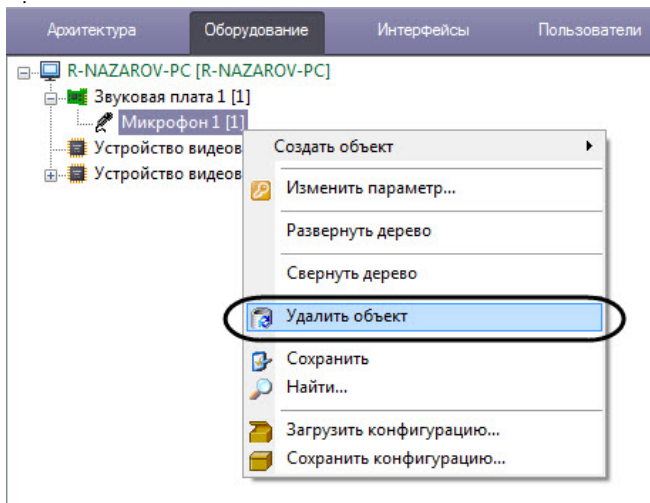 Архитектура Оборудование Интерфейсы Пользователи
R-NAZAROV-PC [R-NAZAROV-PC]
Звуковая плата 1 [1]
Микрофон 1 [1]
Устройство видеов
Устройство видеов
Создать объект
Изменить параметр...
Развернуть дерево
Свернуть дерево
Удалить объект
Сохранить
Найти...
Загрузить конфигурацию...
Сохранить конфигурацию...